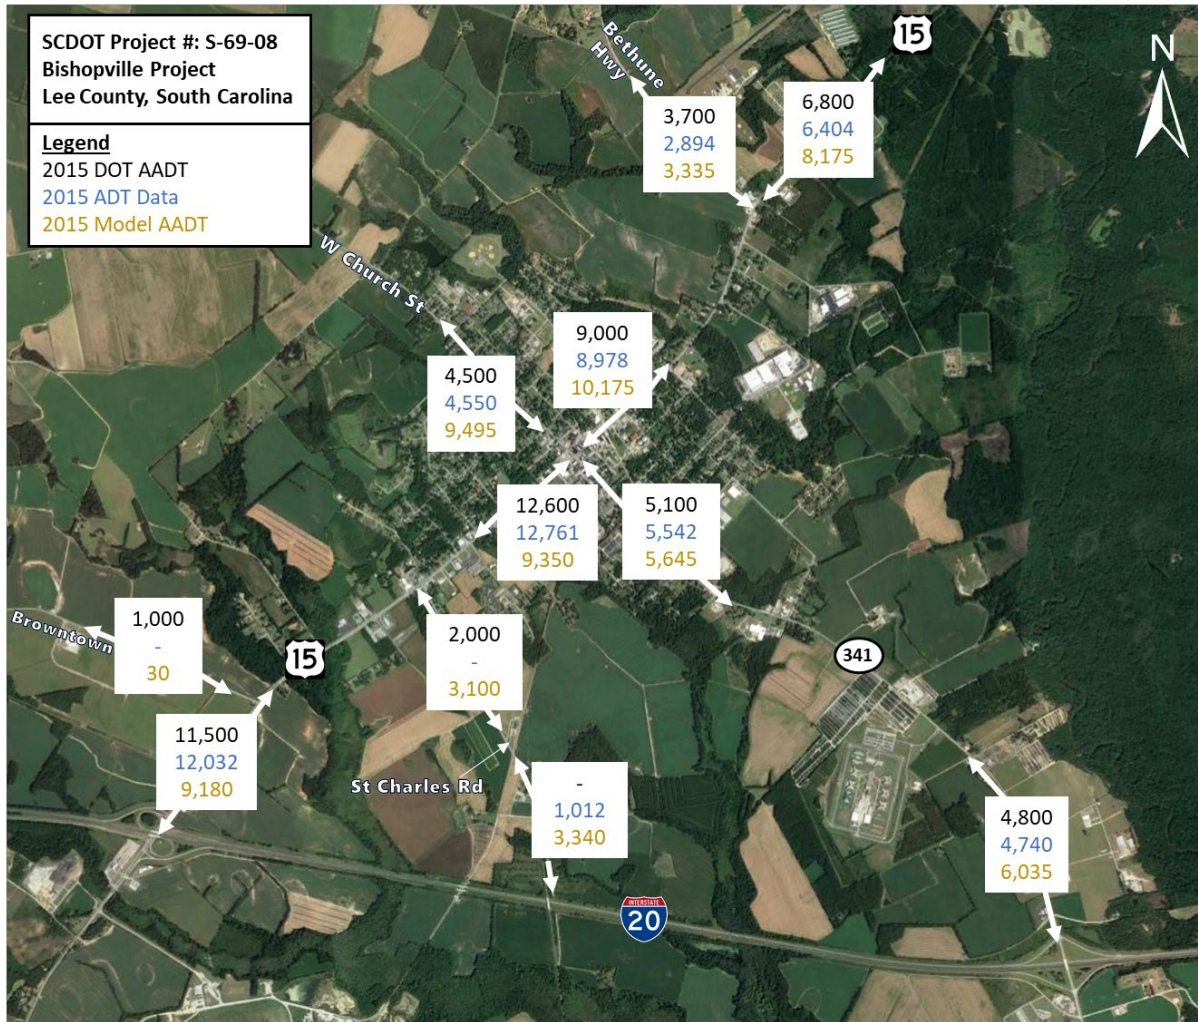 SCDOT Project #: S-69-08
Bishopville Project
Lee County, South Carolina
Legend
2015 DOT AADT
2015 ADT Data
2015 Model AADT
15
N
Bethune
Hwy
3,700
2,894
3,335
6,800
6,404
8,175
W Church St
9,000
8,978
10,175
4,500
4,550
9,495
12,600
12,761
9,350
5,100
5,542
5,645
Browntown
1,000
-
30
15
2,000
-
3,100
341
11,500
12,032
9,180
St Charles Rd
-
1,012
3,340
4,800
4,740
6,035
INTERSTATE
20